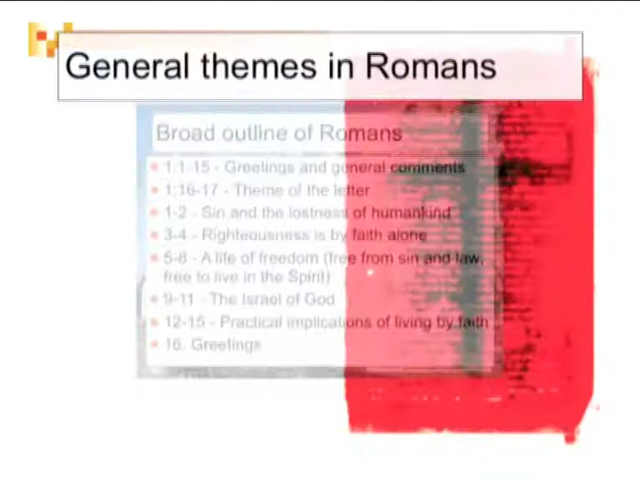 General themes in Romans
Broad outline of Romans
1:1-15 - Greetings and general comments
1:16-17 - Theme of the letter
1-2 - Sin and the lostness of humankind
3-4 - Righteousness is by faith alone
5-8 - A life of freedom (free from sin and law,
free to live in the Spirit)
9-11 - The Israel of God
12-15 - Practical implications of living by faith
16. Greetings